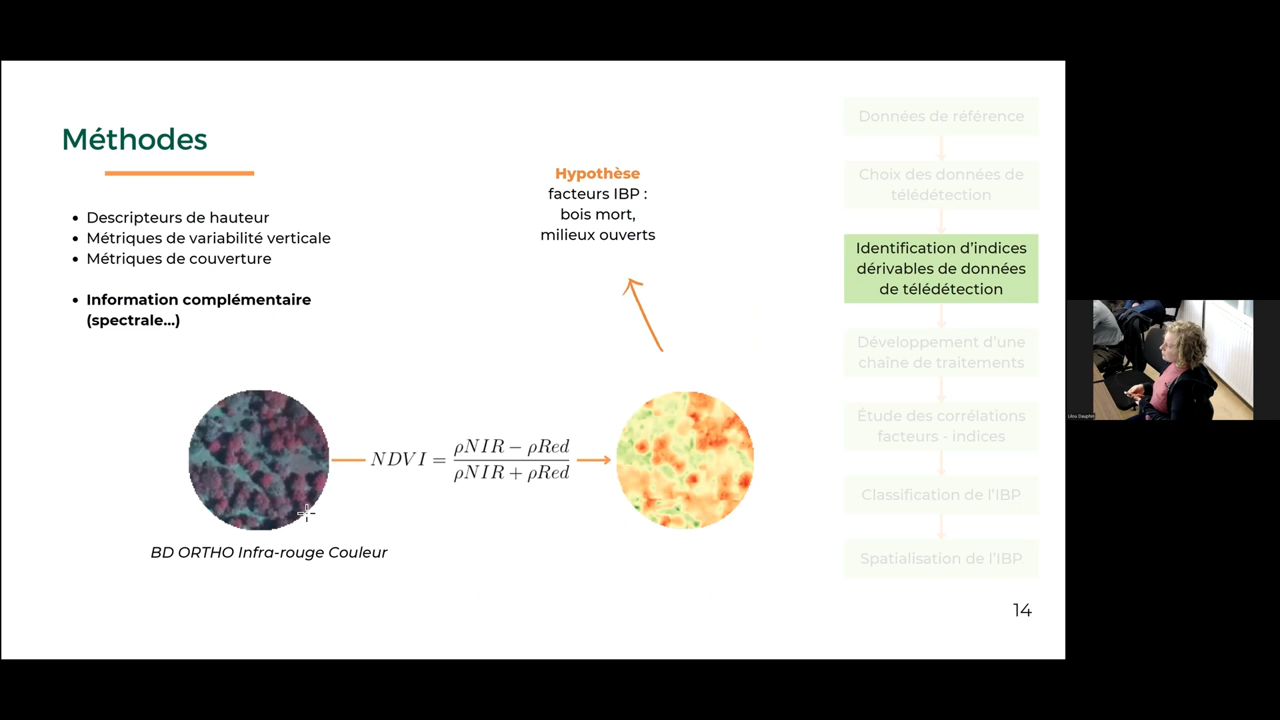 Méthodes
Hypothèse
facteurs IBP :
bois mort,
milieux ouverts
• Descripteurs de hauteur
• Métriques de variabilité verticale
• Métriques de couverture
• Information complémentaire
(spectrale...)
NDVI = (ρNIR − ρRed) / (ρNIR + ρRed)
BD ORTHO Infra-rouge Couleur
Données de référence
Choix des données de
télédétection
Identification d'indices
dérivables de données
de télédétection
Développement d'une
chaîne de traitements
Étude des corrélations
facteurs - indices
Classification de l'IBP
Spatialisation de l'IBP
14
Lilou Dauphin